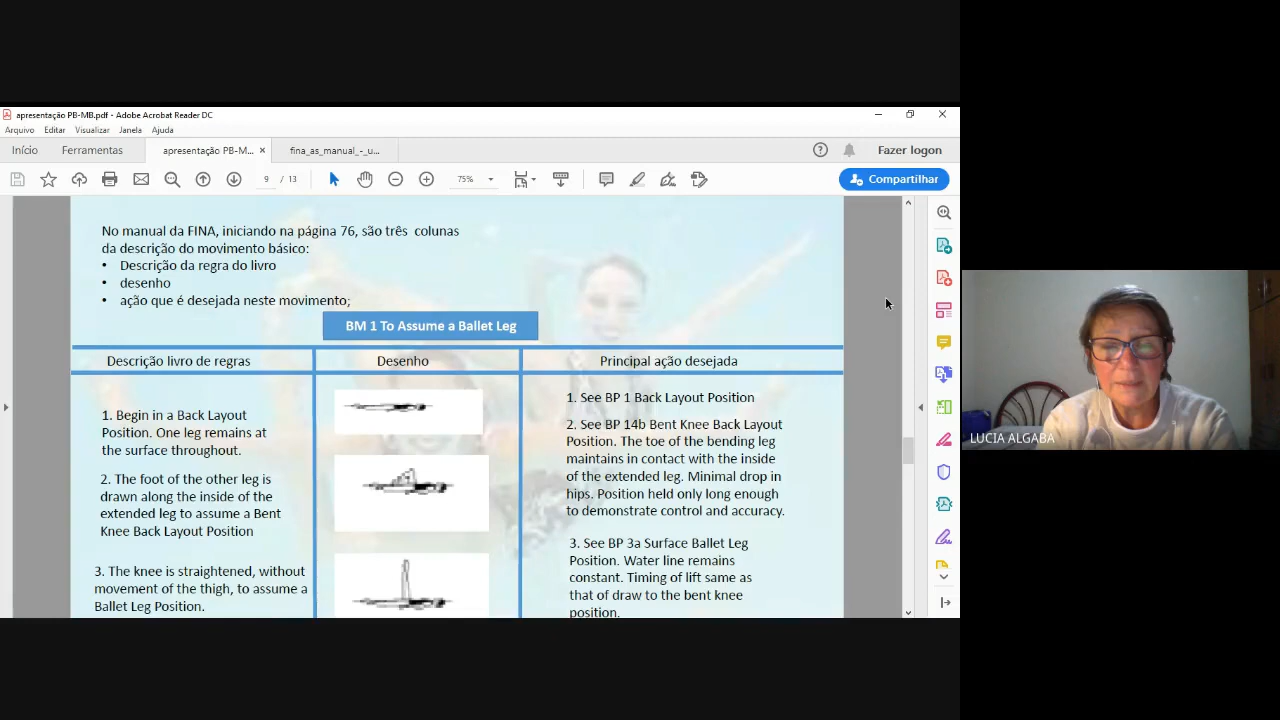 apresentação PB-MB.pdf - Adobe Acrobat Reader DC
Arquivo Editar Visualizar Janela Ajuda
Início Ferramentas apresentação PB-M... × fina_as_manual_-_u... Fazer logon
9 / 13 75% Compartilhar
No manual da FINA, iniciando na página 76, são três colunas
da descrição do movimento básico:
• Descrição da regra do livro
• desenho
• ação que é desejada neste movimento;
BM 1 To Assume a Ballet Leg
Descrição livro de regras Desenho Principal ação desejada
1. Begin in a Back Layout
Position. One leg remains at
the surface throughout.
2. The foot of the other leg is
drawn along the inside of the
extended leg to assume a Bent
Knee Back Layout Position
3. The knee is straightened, without
movement of the thigh, to assume a
Ballet Leg Position.
1. See BP 1 Back Layout Position
2. See BP 14b Bent Knee Back Layout
Position. The toe of the bending leg
maintains in contact with the inside
of the extended leg. Minimal drop in
hips. Position held only long enough
to demonstrate control and accuracy.
3. See BP 3a Surface Ballet Leg
Position. Water line remains
constant. Timing of lift same as
that of draw to the bent knee
position.
LUCIA ALGABA